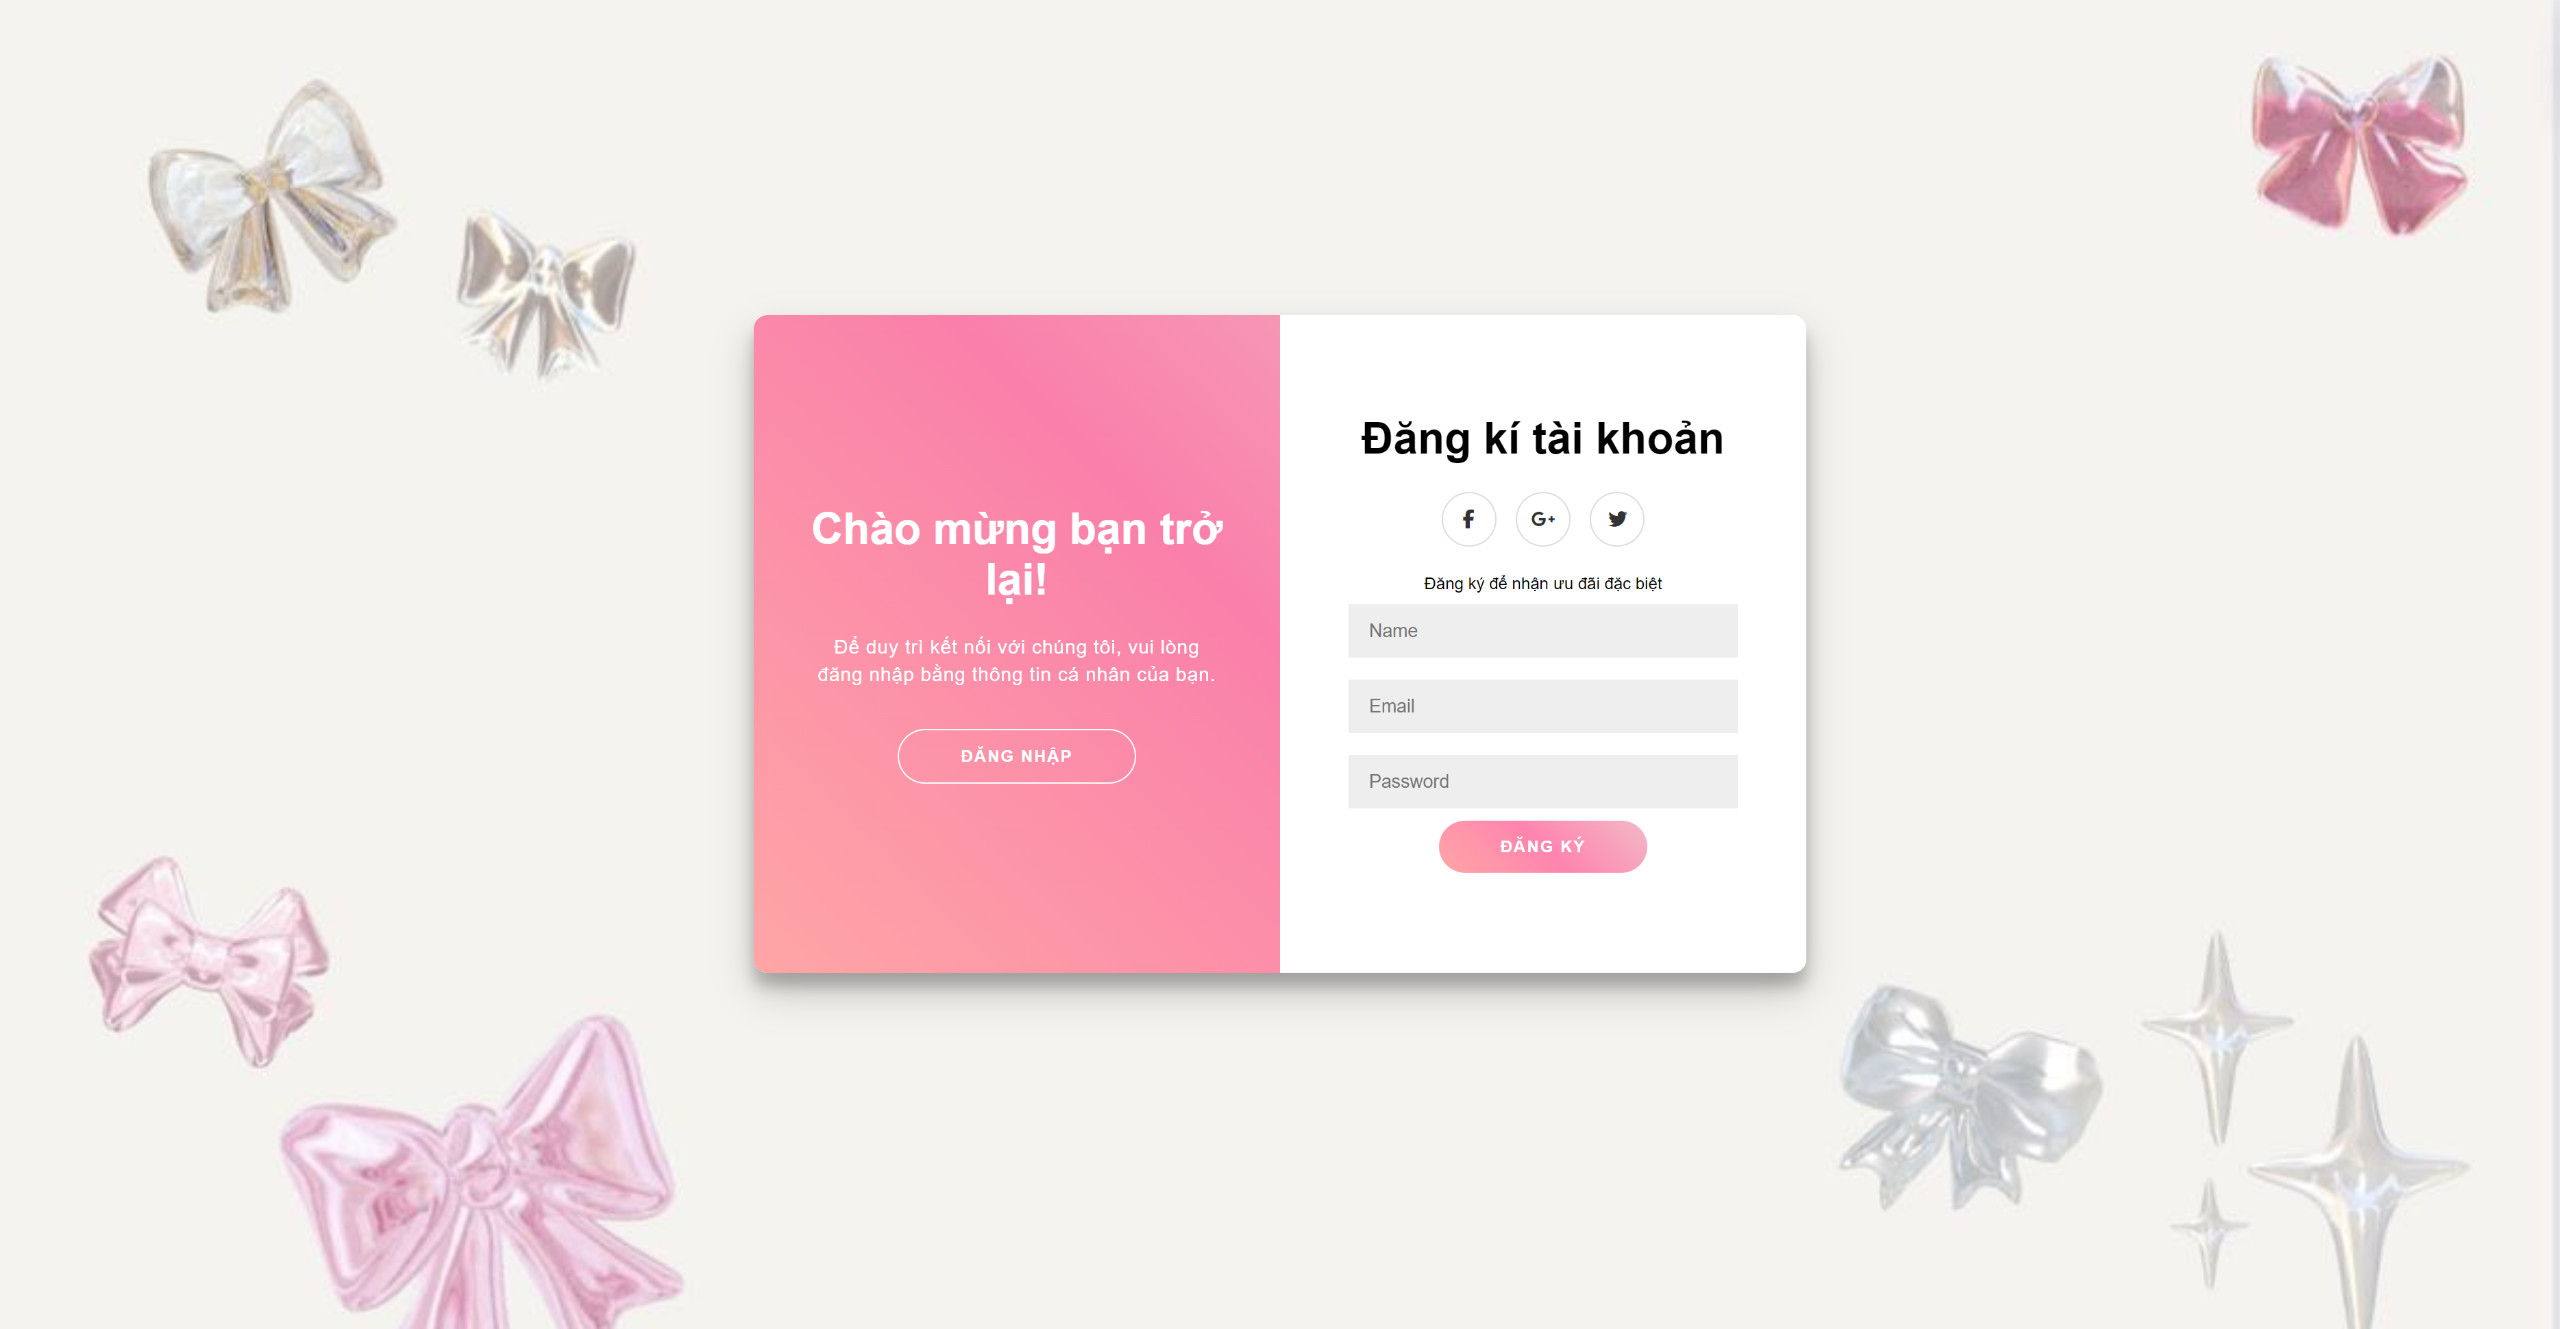 Chào mừng bạn trở
lại!
Để duy trì kết nối với chúng tôi, vui lòng
đăng nhập bằng thông tin cá nhân của bạn.
ĐĂNG NHẬP
Đăng kí tài khoản
G+
Đăng ký để nhận ưu đãi đặc biệt
Name
Email
Password
ĐĂNG KÝ